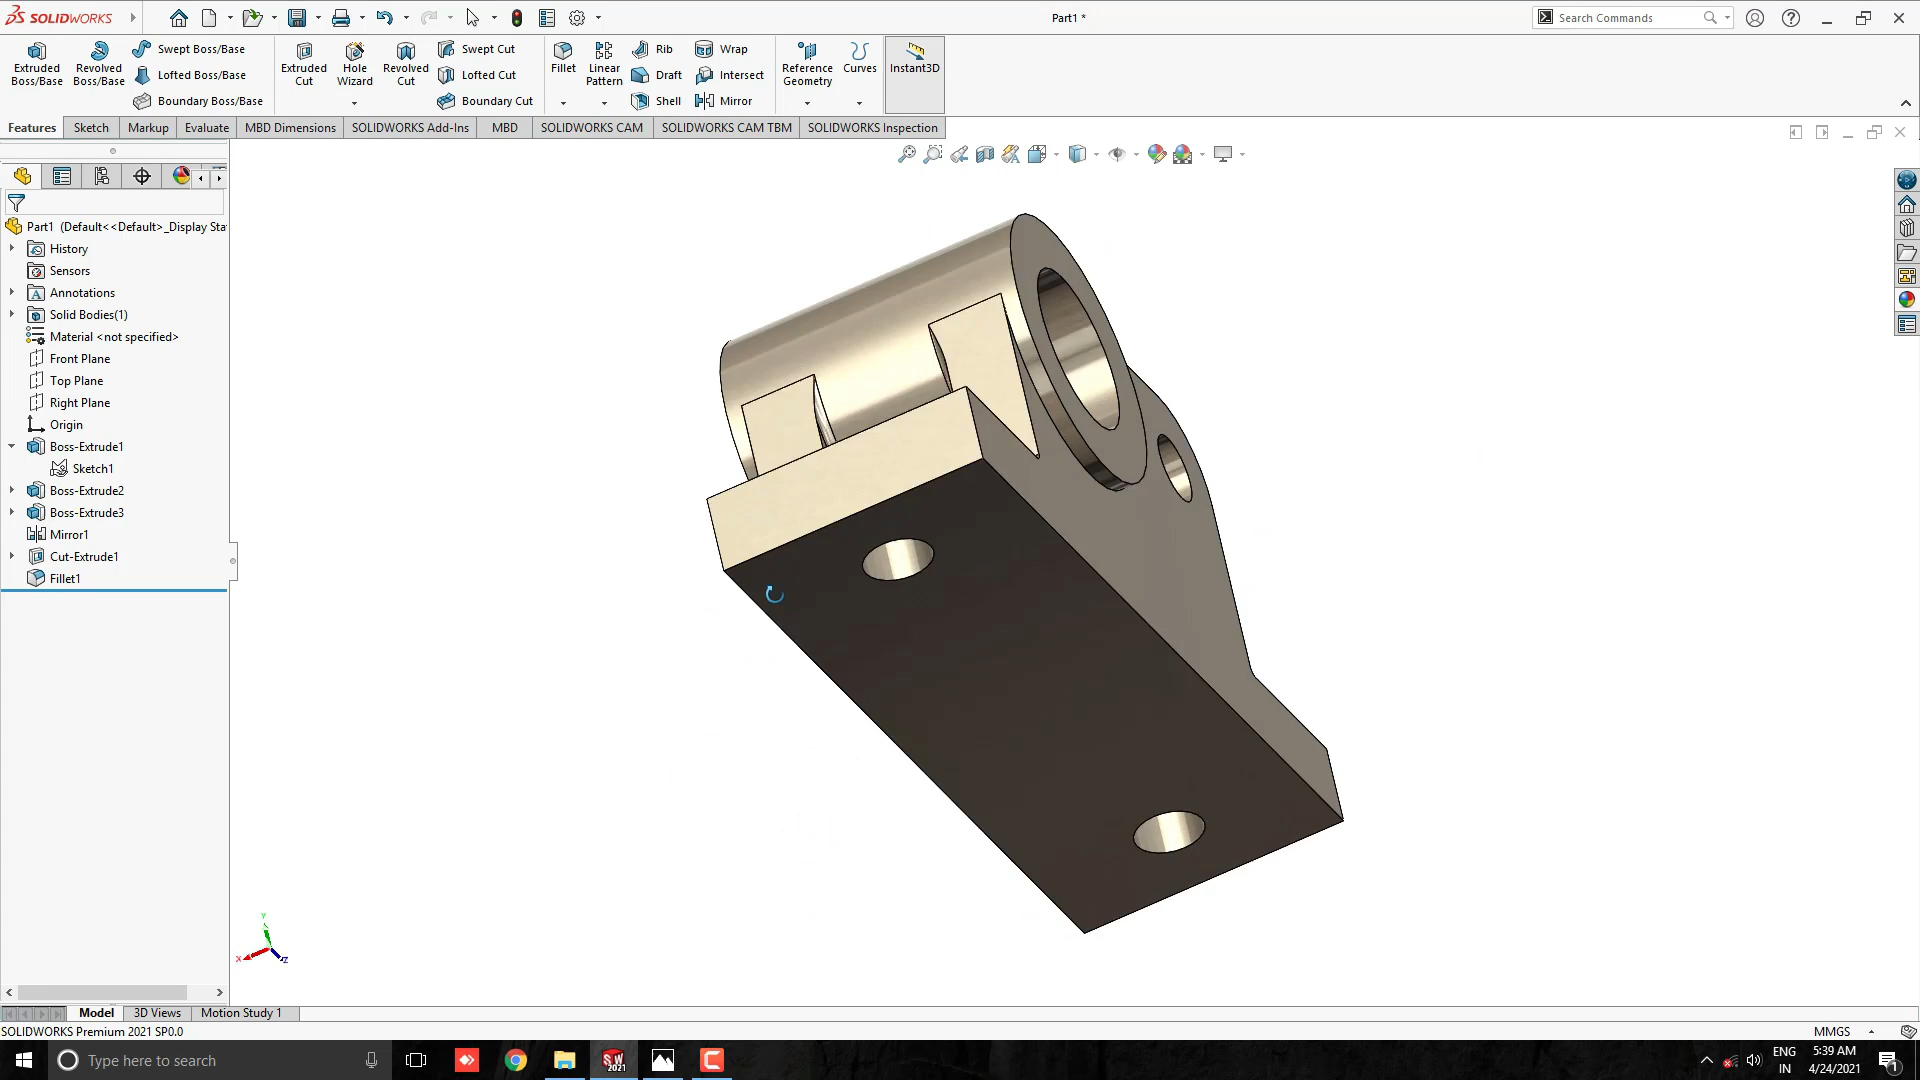 SOLIDWORKS
Part1 *
Search Commands
Extruded Boss/Base
Revolved Boss/Base
Swept Boss/Base
Lofted Boss/Base
Boundary Boss/Base
Extruded Cut
Hole Wizard
Revolved Cut
Swept Cut
Lofted Cut
Boundary Cut
Fillet
Linear Pattern
Rib
Draft
Shell
Wrap
Intersect
Mirror
Reference Geometry
Curves
Instant3D
Features
Sketch
Markup
Evaluate
MBD Dimensions
SOLIDWORKS Add-Ins
MBD
SOLIDWORKS CAM
SOLIDWORKS CAM TBM
SOLIDWORKS Inspection
Part1 (Default<<Default>_Display Sta
History
Sensors
Annotations
Solid Bodies(1)
Material <not specified>
Front Plane
Top Plane
Right Plane
Origin
Boss-Extrude1
Sketch1
Boss-Extrude2
Boss-Extrude3
Mirror1
Cut-Extrude1
Fillet1
Y
X
Z
Model
3D Views
Motion Study 1
SOLIDWORKS Premium 2021 SP0.0
MMGS
Type here to search
SW
2021
ENG
IN
5:39 AM
4/24/2021
1